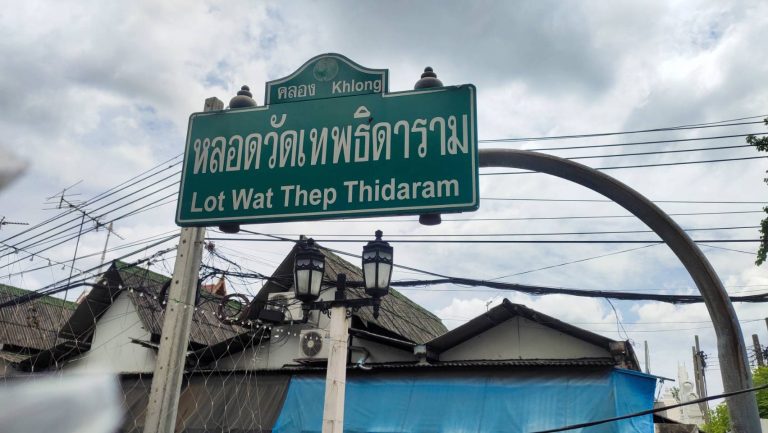 คลอง Khlong
หลอดวัดเทพธิดาราม
Lot Wat Thep Thidaram